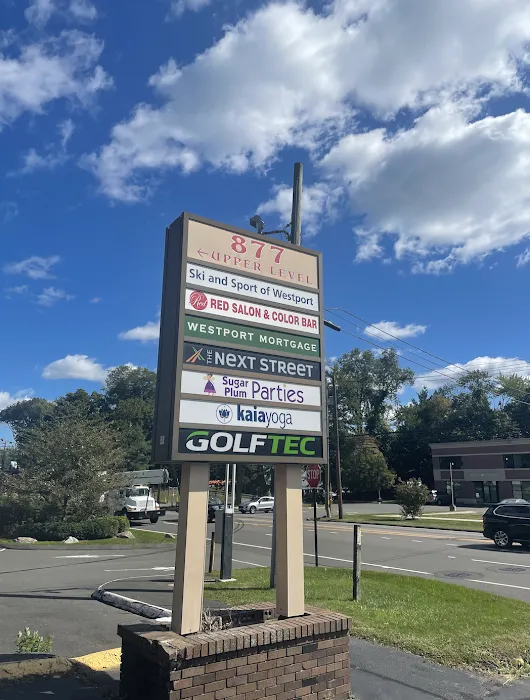 877
←UPPER LEVEL
Ski and Sport of Westport
Red RED SALON & COLOR BAR
WESTPORT MORTGAGE
THE NEXT STREET
Sugar
Plum Parties
kaiayoga
GOLFTEC
STOP